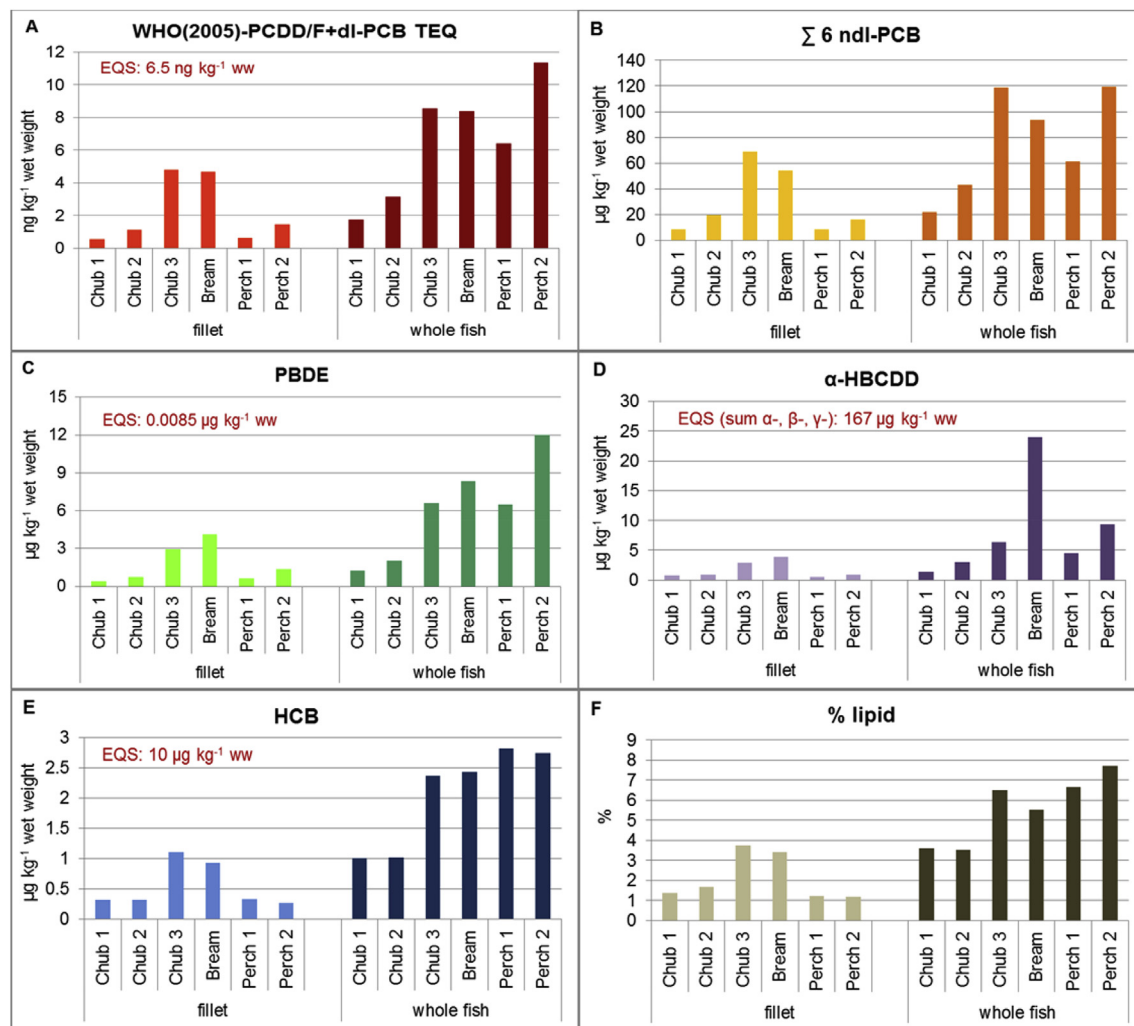 A
WHO(2005)-PCDD/F+dl-PCB TEQ
EQS: 6.5 ng kg⁻¹ ww
ng kg⁻¹ wet weight
12
10
8
6
4
2
0
Chub 1
Chub 2
Chub 3
Bream
Perch 1
Perch 2
Chub 1
Chub 2
Chub 3
Bream
Perch 1
Perch 2
fillet
whole fish
B
∑ 6 ndl-PCB
µg kg⁻¹ wet weight
140
120
100
80
60
40
20
0
Chub 1
Chub 2
Chub 3
Bream
Perch 1
Perch 2
Chub 1
Chub 2
Chub 3
Bream
Perch 1
Perch 2
fillet
whole fish
C
PBDE
EQS: 0.0085 µg kg⁻¹ ww
µg kg⁻¹ wet weight
15
12
9
6
3
0
Chub 1
Chub 2
Chub 3
Bream
Perch 1
Perch 2
Chub 1
Chub 2
Chub 3
Bream
Perch 1
Perch 2
fillet
whole fish
D
α-HBCDD
EQS (sum α-, β-, γ-): 167 µg kg⁻¹ ww
µg kg⁻¹ wet weight
30
25
20
15
10
5
0
Chub 1
Chub 2
Chub 3
Bream
Perch 1
Perch 2
Chub 1
Chub 2
Chub 3
Bream
Perch 1
Perch 2
fillet
whole fish
E
HCB
EQS: 10 µg kg⁻¹ ww
µg kg⁻¹ wet weight
3
2.5
2
1.5
1
0.5
0
Chub 1
Chub 2
Chub 3
Bream
Perch 1
Perch 2
Chub 1
Chub 2
Chub 3
Bream
Perch 1
Perch 2
fillet
whole fish
F
% lipid
%
9
8
7
6
5
4
3
2
1
0
Chub 1
Chub 2
Chub 3
Bream
Perch 1
Perch 2
Chub 1
Chub 2
Chub 3
Bream
Perch 1
Perch 2
fillet
whole fish